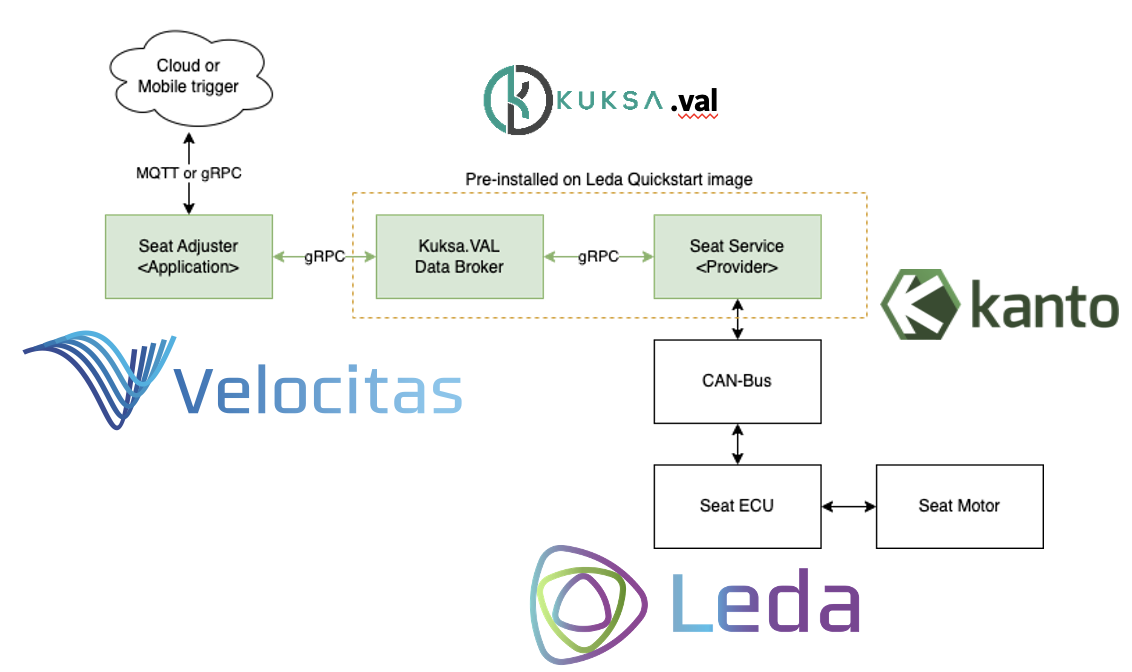 Cloud or
Mobile trigger
KUKSA.val
MQTT or gRPC
Pre-installed on Leda Quickstart image
Seat Adjuster
<Application>
gRPC
Kuksa.VAL
Data Broker
gRPC
Seat Service
<Provider>
kanto
Velocitas
CAN-Bus
Seat ECU
Seat Motor
Leda